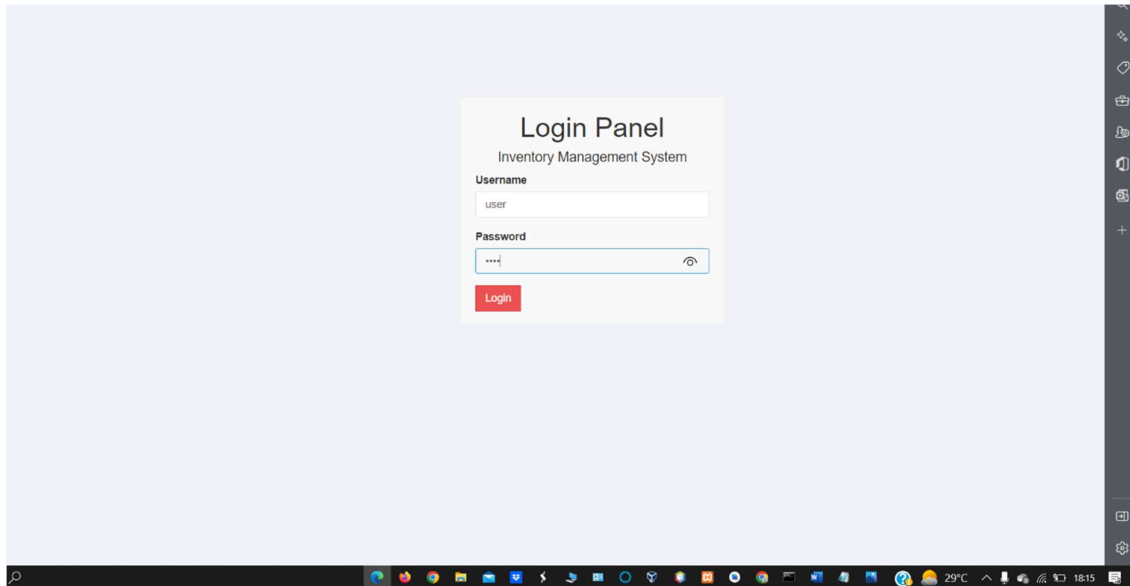 Login Panel
Inventory Management System
Username
user
Password
••••
Login
29°C
18:15